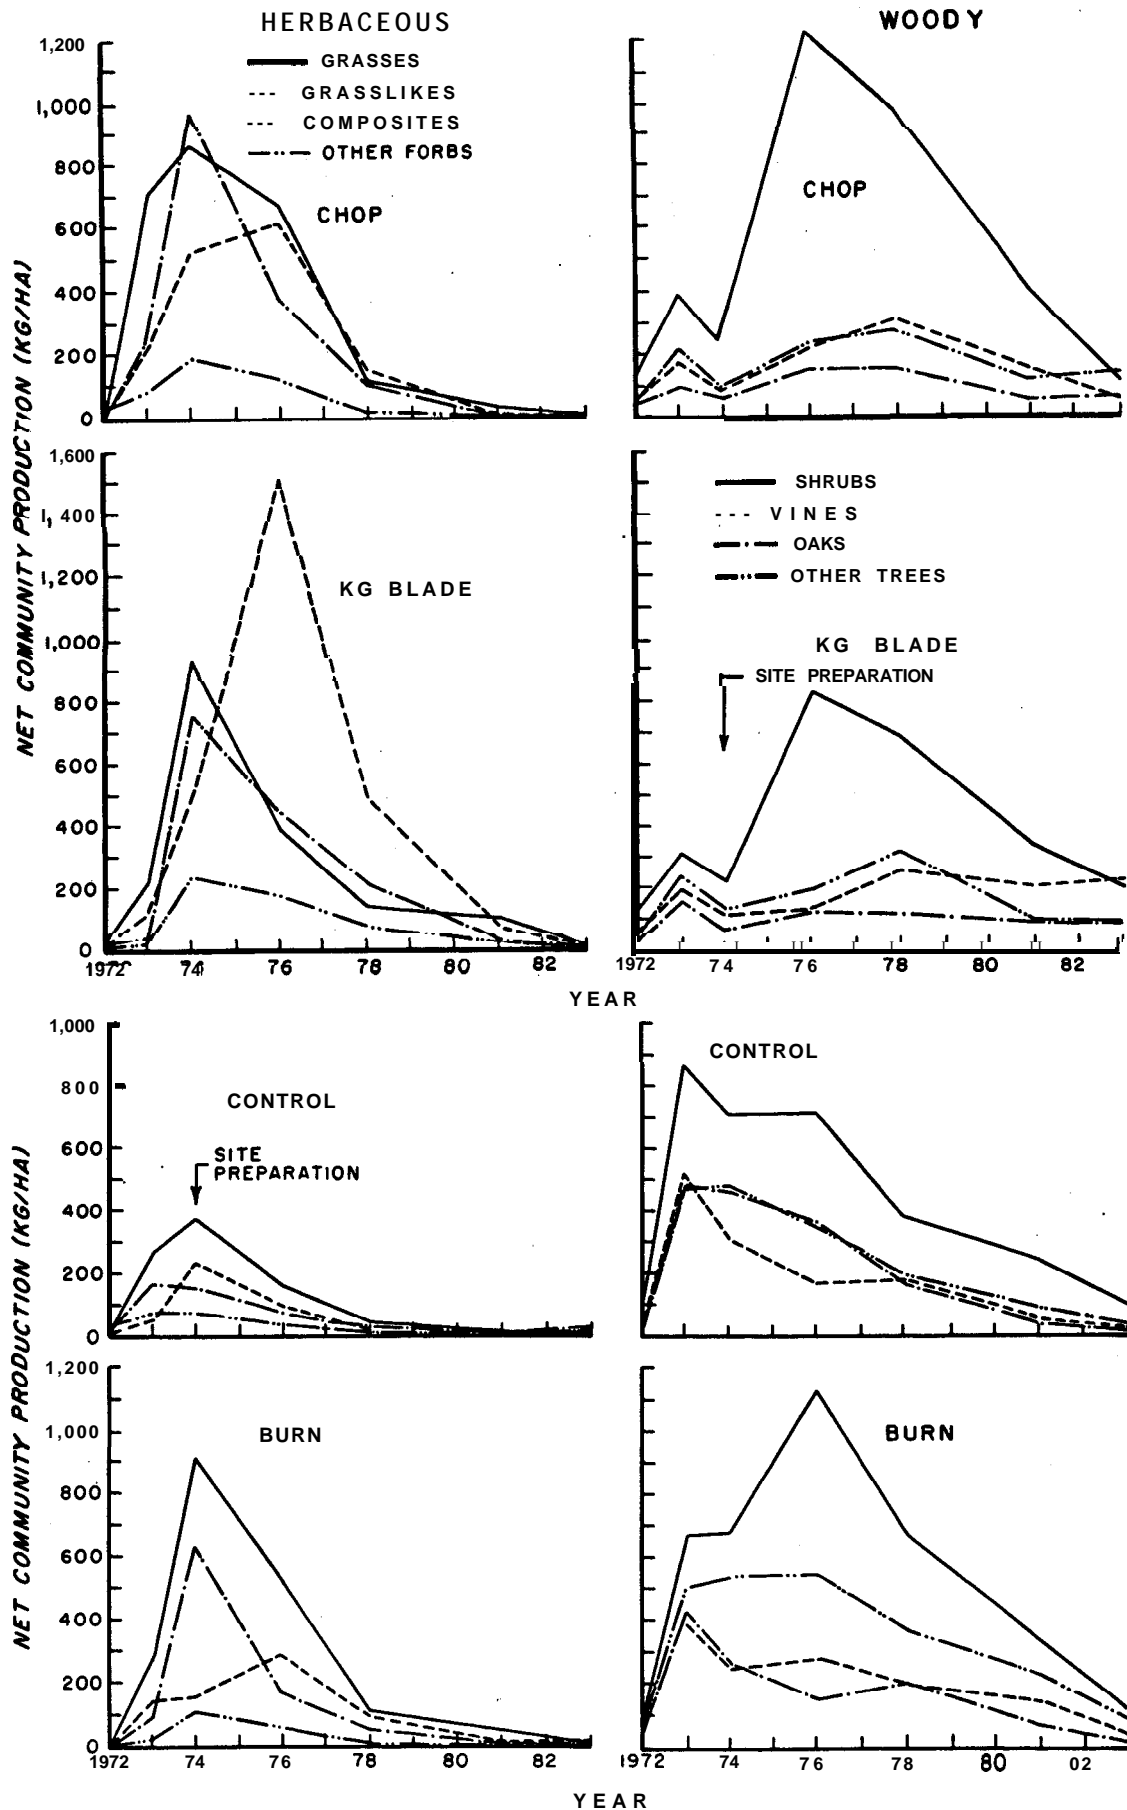 HERBACEOUS
1,200
1,000
800
600
400
200
0
GRASSES
GRASSLIKES
COMPOSITES
OTHER FORBS
CHOP
WOODY
CHOP
NET COMMUNITY PRODUCTION (KG/HA)
1,600
1,400
1,200
1,000
800
600
400
200
0
KG BLADE
1972 74 76 78 80 82
SHRUBS
VINES
OAKS
OTHER TREES
KG BLADE
SITE PREPARATION
1972 74 76 78 80 82
YEAR
NET COMMUNITY PRODUCTION (KG/HA)
1,000
800
600
400
200
0
CONTROL
SITE
PREPARATION
CONTROL
NET COMMUNITY PRODUCTION (KG/HA)
1,200
1,000
800
600
400
200
0
BURN
1972 74 76 78 80 82
BURN
1972 74 76 78 80 02
YEAR